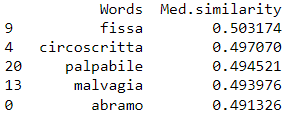 Words Med.similarity
9 fissa 0.503174
4 circoscritta 0.497070
20 palpabile 0.494521
13 malvagia 0.493976
0 abramo 0.491326